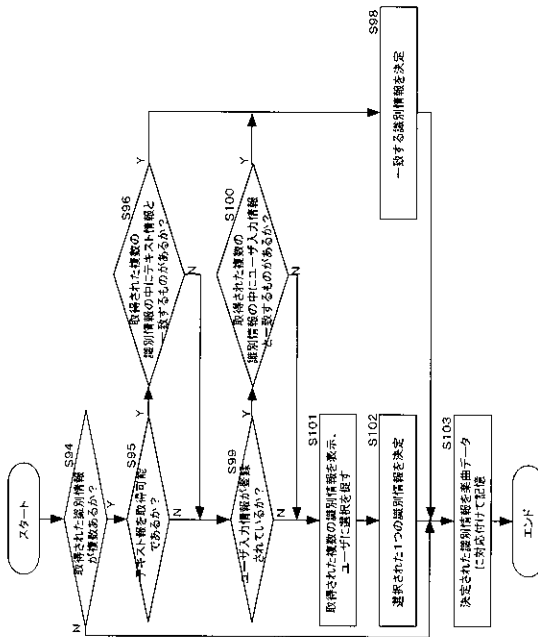 スタート
S94
取得された識別情報
が複数あるか?
N
Y
S95
テキスト報を取得可能
であるか?
Y
N
S96
取得された複数の
識別情報の中にテキスト情報と
一致するものがあるか?
Y
N
S99
ユーザ入力情報が登録
されているか?
Y
N
S100
取得された複数の
識別情報の中にユーザ入力情報
と一致するものがあるか?
Y
N
S98
一致する識別情報を決定
S101
取得された複数の識別情報を表示、
ユーザに選択を促す
S102
選択された1つの識別情報を決定
S103
決定された識別情報を楽曲データ
に対応付けて記憶
エンド